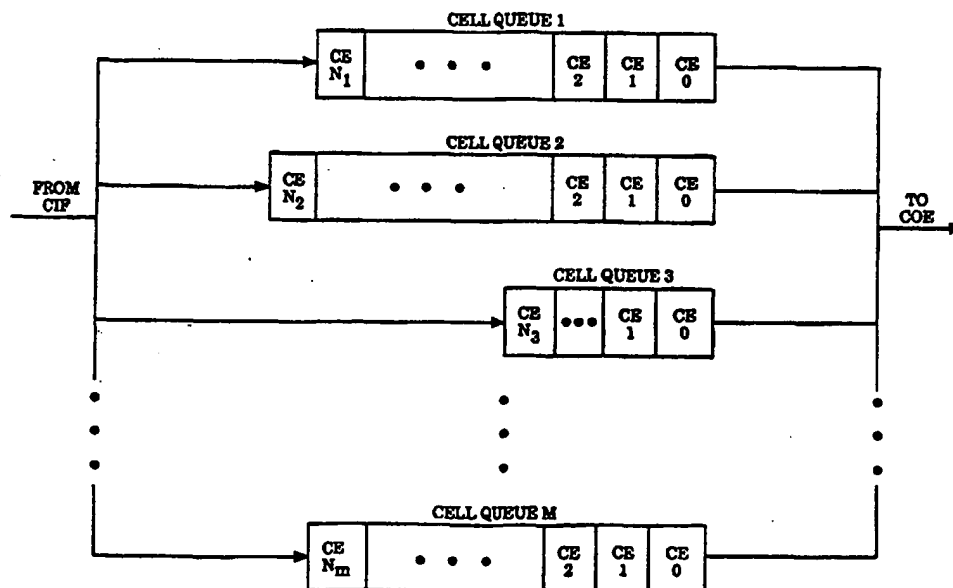 CELL QUEUE 1
CE N1 • • • CE 2 CE 1 CE 0
CELL QUEUE 2
CE N2 • • • CE 2 CE 1 CE 0
FROM CIF
TO COE
CELL QUEUE 3
CE N3 ••• CE 1 CE 0
CELL QUEUE M
CE Nm • • • CE 2 CE 1 CE 0